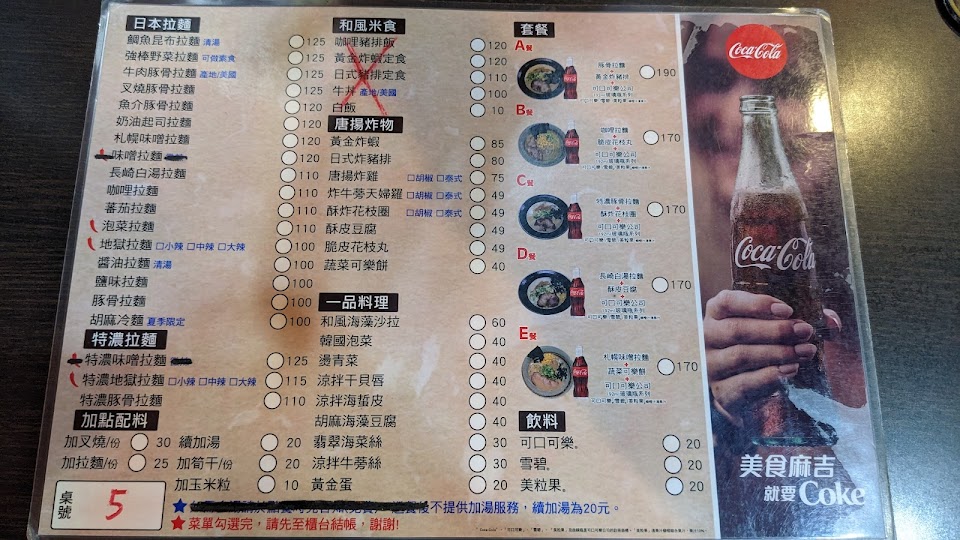 日本拉麵
鯛魚昆布拉麵 清湯 125
強棒野菜拉麵 可做素食 125
牛肉豚骨拉麵 產地/美國 125
叉燒豚骨拉麵 125
魚介豚骨拉麵 120
奶油起司拉麵 120
札幌味噌拉麵 120
味噌拉麵 120
長崎白湯拉麵 110
咖哩拉麵 110
蕃茄拉麵 110
泡菜拉麵 110
地獄拉麵 口小辣 口中辣 口大辣 100
醬油拉麵 清湯 100
鹽味拉麵 100
豚骨拉麵 100
胡麻冷麵 夏季限定 100
特濃拉麵
特濃味噌拉麵 125
特濃地獄拉麵 口小辣 口中辣 口大辣 115
特濃豚骨拉麵 110
加點配料
加叉燒/份 30 續加湯 20
加拉麵/份 25 加筍干/份 20
加玉米粒 10
和風米食
咖哩豬排飯 120
黃金炸蝦定食 120
日式豬排定食 110
牛丼 產地/美國 100
白飯 10
唐揚炸物
黃金炸蝦 85
日式炸豬排 80
唐揚炸雞 口胡椒 口泰式 75
炸牛蒡天婦羅 口胡椒 口泰式 49
酥炸花枝圈 口胡椒 口泰式 49
酥皮豆腐 49
脆皮花枝丸 49
蔬菜可樂餅 40
一品料理
和風海藻沙拉 60
韓國泡菜 40
燙青菜 40
涼拌干貝唇 40
涼拌海蜇皮 40
胡麻海藻豆腐 40
翡翠海菜絲 30
涼拌牛蒡絲 30
黃金蛋 20
套餐
A餐
豚骨拉麵
+
黃金炸豬排
+
可口可樂公司
190
B餐
咖哩拉麵
+
脆皮花枝丸
+
可口可樂公司
170
C餐
特濃豚骨拉麵
+
酥炸花枝圈
+
可口可樂公司
170
D餐
長崎白湯拉麵
+
酥皮豆腐
+
可口可樂公司
170
E餐
札幌味噌拉麵
+
蔬菜可樂餅
+
可口可樂公司
170
飲料
可口可樂。 20
雪碧。 20
美粒果。 20
桌號 5
不提供加湯服務，續加湯為20元。
★菜單勾選完，請先至櫃台結帳，謝謝!
Coca-Cola
Coca-Cola
美食麻吉
就要Coke